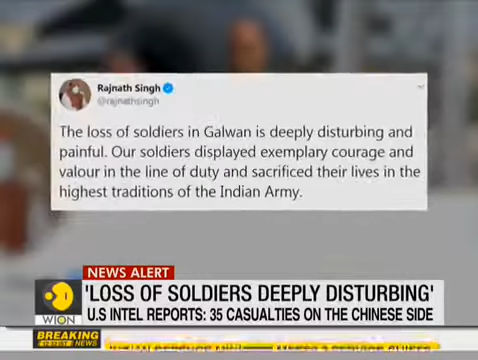 Rajnath Singh
@rajnathsingh
The loss of soldiers in Galwan is deeply disturbing and
painful. Our soldiers displayed exemplary courage and
valour in the line of duty and sacrificed their lives in the
highest traditions of the Indian Army.
NEWS ALERT
'LOSS OF SOLDIERS DEEPLY DISTURBING'
U.S INTEL REPORTS: 35 CASUALTIES ON THE CHINESE SIDE
WION
BREAKING
NEWS